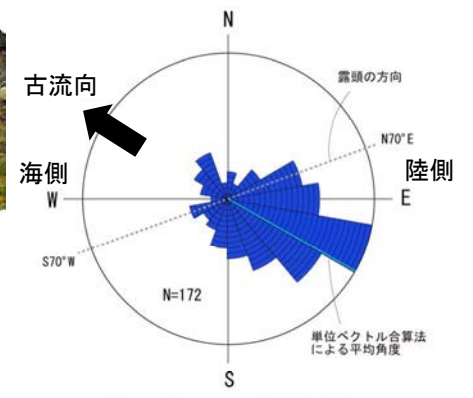 N
古流向
露頭の方向
N70°E
海側
陸側
W
E
S70°W
N=172
単位ベクトル合算法
による平均角度
S